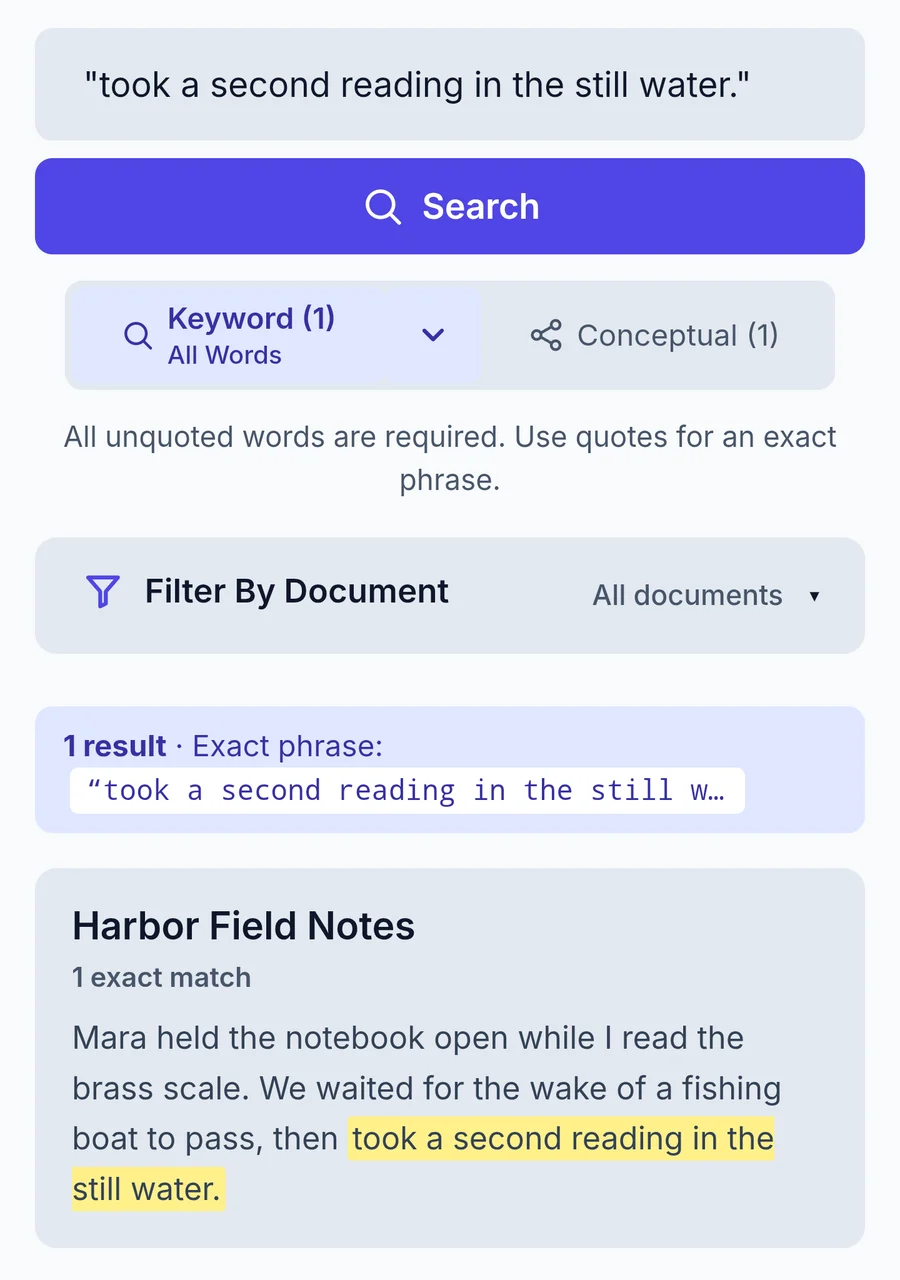 "took a second reading in the still water."
Search
Keyword (1)
All Words
Conceptual (1)
All unquoted words are required. Use quotes for an exact
phrase.
Filter By Document
All documents ▾
1 result · Exact phrase:
“took a second reading in the still w…
Harbor Field Notes
1 exact match
Mara held the notebook open while I read the
brass scale. We waited for the wake of a fishing
boat to pass, then took a second reading in the
still water.